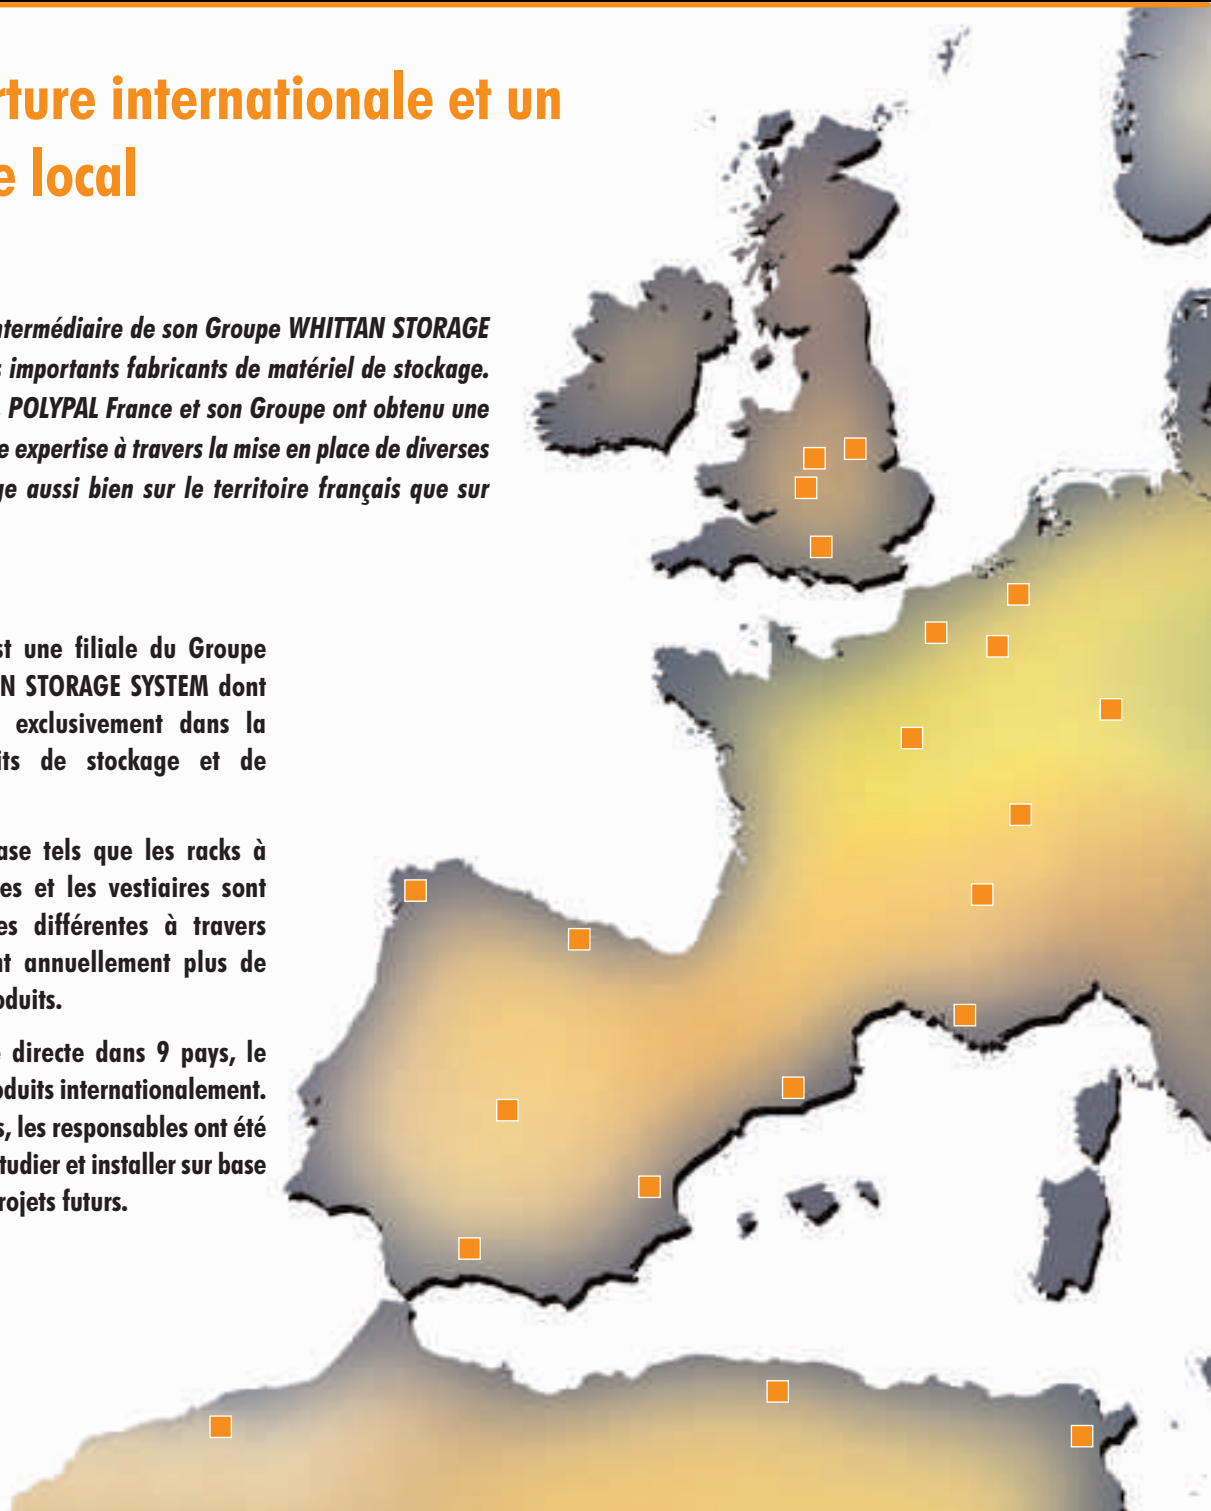 rture internationale et un
e local
ntermédiaire de son Groupe WHITTAN STORAGE
s importants fabricants de matériel de stockage.
POLYPAL France et son Groupe ont obtenu une
e expertise à travers la mise en place de diverses
ge aussi bien sur le territoire français que sur
st une filiale du Groupe
N STORAGE SYSTEM dont
exclusivement dans la
its de stockage et de
ase tels que les racks à
es et les vestiaires sont
es différentes à travers
nt annuellement plus de
oduits.
e directe dans 9 pays, le
oduits internationalement.
s, les responsables ont été
tudier et installer sur base
rojets futurs.